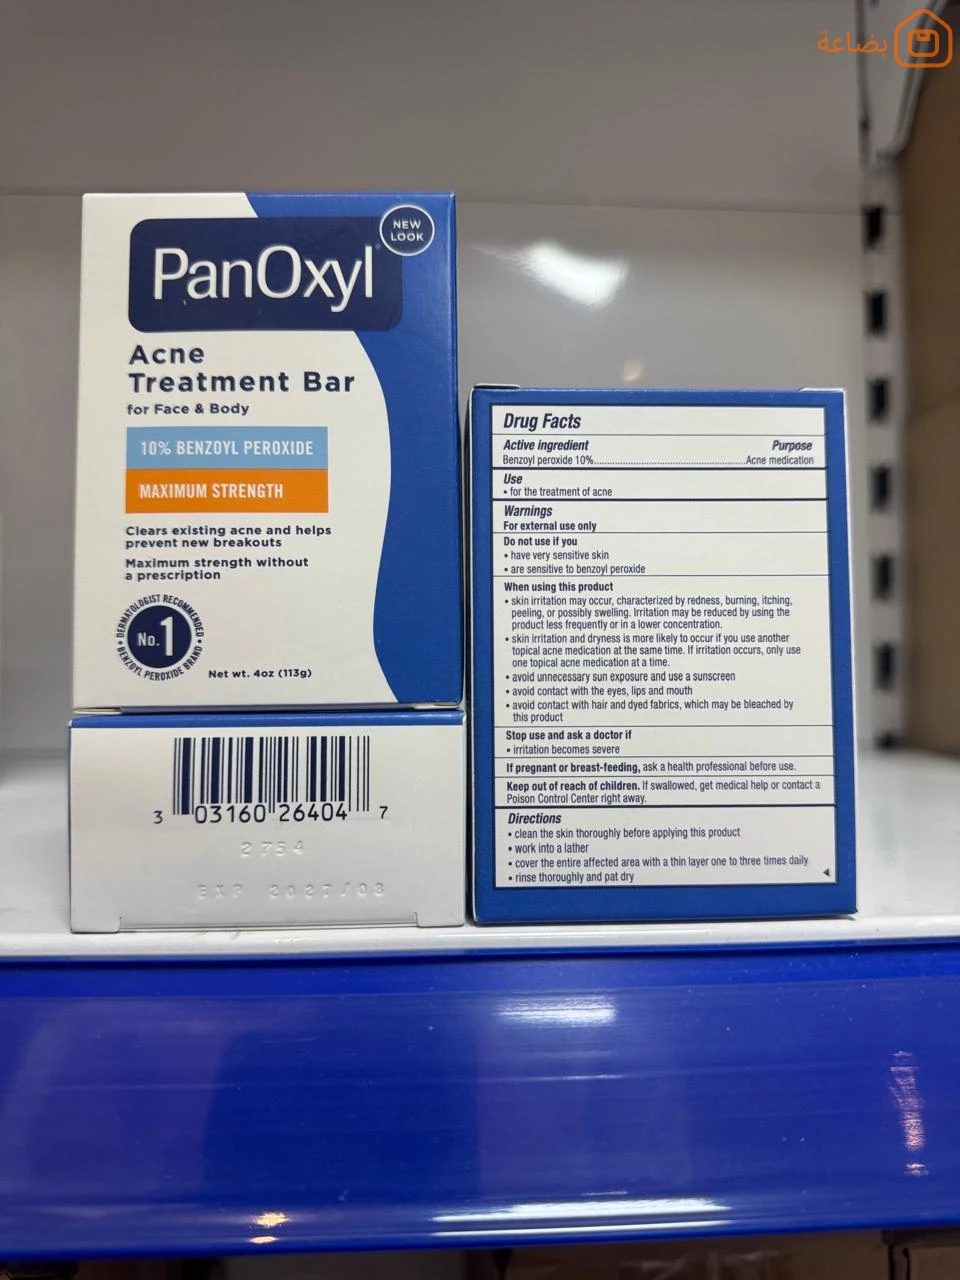 بضاعة
NEW
LOOK
PanOxyl
Acne
Treatment Bar
for Face & Body
10% BENZOYL PEROXIDE
MAXIMUM STRENGTH
Clears existing acne and helps
prevent new breakouts
Maximum strength without
a prescription
DERMATOLOGIST RECOMMENDED
No.1
BENZOYL PEROXIDE BRAND
Net wt. 4oz (113g)
3 03160 26404 7
2754
EXP 2027/08
Drug Facts
Active ingredient Purpose
Benzoyl peroxide 10%......Acne medication
Use
• for the treatment of acne
Warnings
For external use only
Do not use if you
• have very sensitive skin
• are sensitive to benzoyl peroxide
When using this product
• skin irritation may occur, characterized by redness, burning, itching,
peeling, or possibly swelling. Irritation may be reduced by using the
product less frequently or in a lower concentration.
• skin irritation and dryness is more likely to occur if you use another
topical acne medication at the same time. If irritation occurs, only use
one topical acne medication at a time.
• avoid unnecessary sun exposure and use a sunscreen
• avoid contact with the eyes, lips and mouth
• avoid contact with hair and dyed fabrics, which may be bleached by
this product
Stop use and ask a doctor if
• irritation becomes severe
If pregnant or breast-feeding, ask a health professional before use.
Keep out of reach of children. If swallowed, get medical help or contact a
Poison Control Center right away.
Directions
• clean the skin thoroughly before applying this product
• work into a lather
• cover the entire affected area with a thin layer one to three times daily
• rinse thoroughly and pat dry